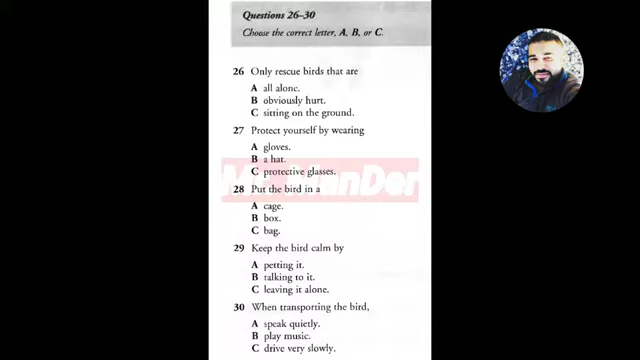 Questions 26–30
Choose the correct letter, A, B, or C.
26 Only rescue birds that are
A all alone.
B obviously hurt.
C sitting on the ground.
27 Protect yourself by wearing
A gloves.
B a hat.
C protective glasses.
Mr. ManDer
28 Put the bird in a
A cage.
B box.
C bag.
29 Keep the bird calm by
A petting it.
B talking to it.
C leaving it alone.
30 When transporting the bird,
A speak quietly.
B play music.
C drive very slowly.